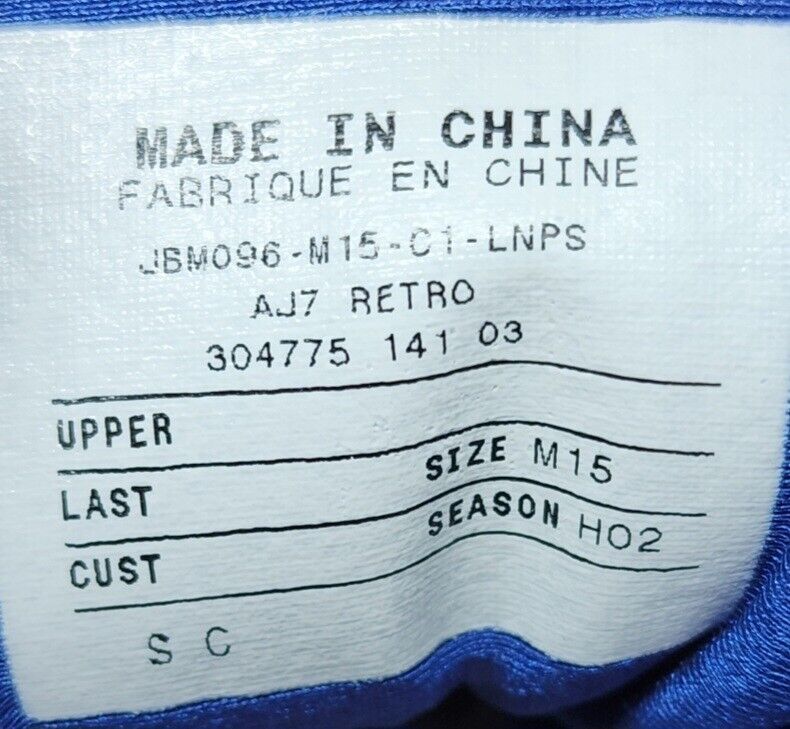 MADE IN CHINA
FABRIQUE EN CHINE
JBM096-M15-C1-LNPS
AJ7 RETRO
304775 141 03
UPPER
LAST SIZE M15
CUST SEASON HO2
S C